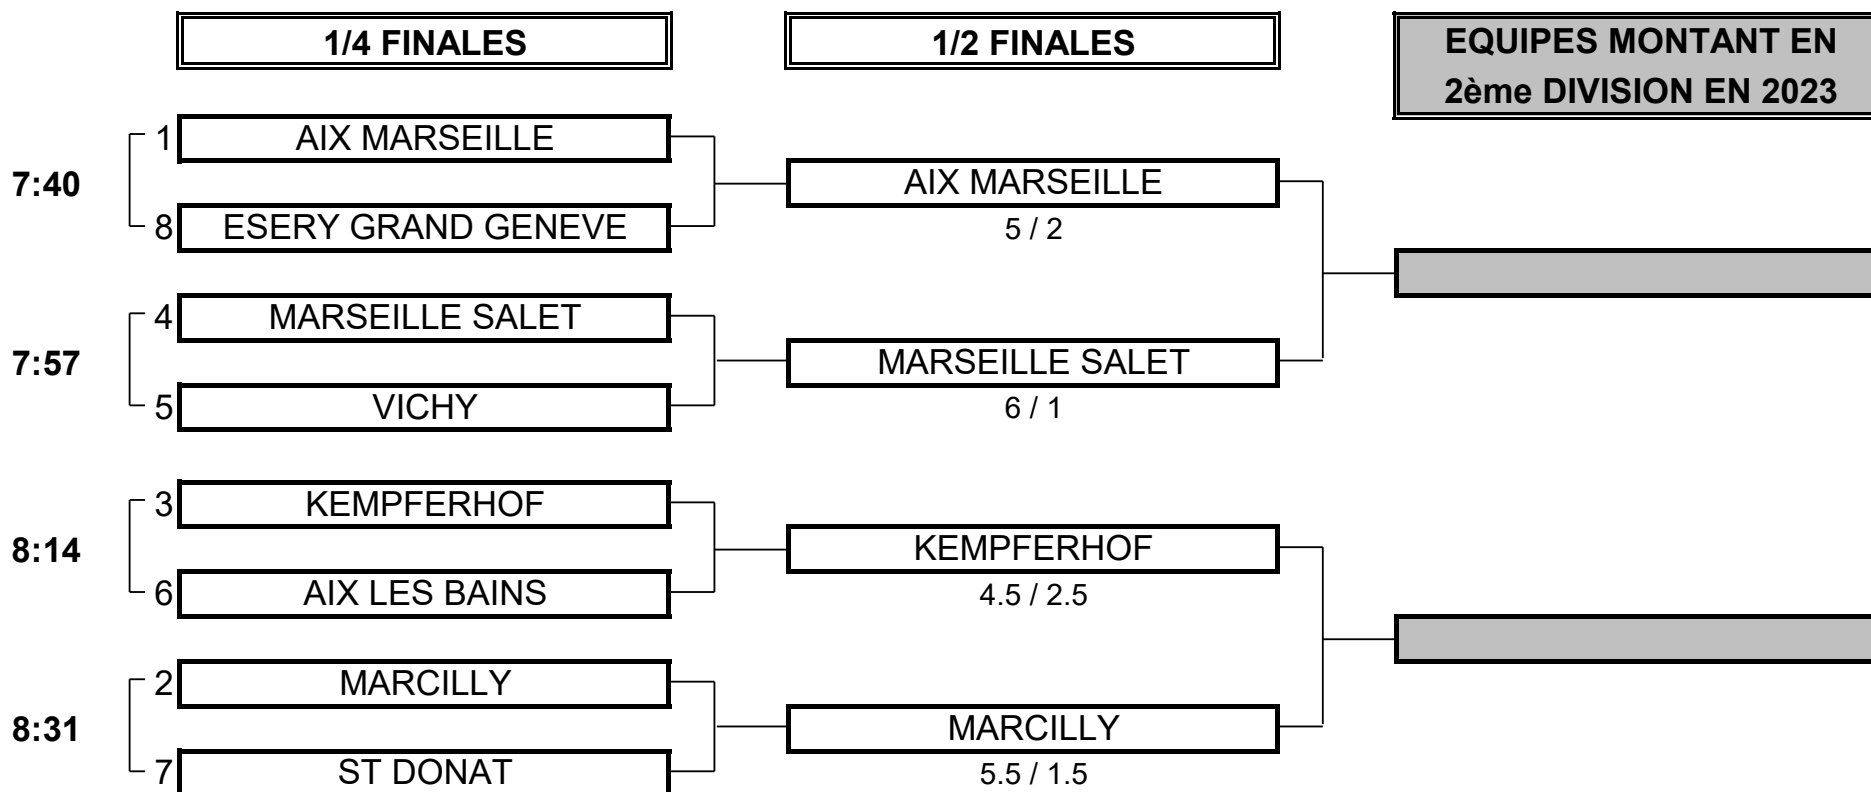 1/4 FINALES
1/2 FINALES
EQUIPES MONTANT EN
2ème DIVISION EN 2023
1 AIX MARSEILLE
7:40
AIX MARSEILLE
8 ESERY GRAND GENEVE
5 / 2
4 MARSEILLE SALET
7:57
MARSEILLE SALET
5 VICHY
6 / 1
3 KEMPFERHOF
8:14
KEMPFERHOF
6 AIX LES BAINS
4.5 / 2.5
2 MARCILLY
8:31
MARCILLY
7 ST DONAT
5.5 / 1.5